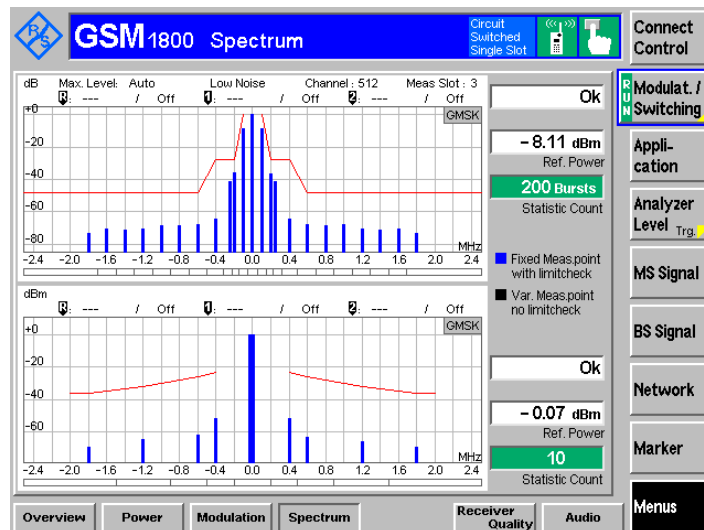 R/S
GSM 1800 Spectrum
Circuit
Switched
Single Slot
Connect
Control
dB Max. Level: Auto Low Noise Channel : 512 Meas Slot : 3
R: --- / Off 1: --- / Off 2: --- / Off
GMSK
+0
-20
-40
-60
-80
MHz
-2.4 -2.0 -1.6 -1.2 -0.8 -0.4 0.0 0.4 0.8 1.2 1.6 2.0 2.4
Ok
-8.11 dBm
Ref. Power
200 Bursts
Statistic Count
Fixed Meas.point
with limitcheck
Var. Meas.point
no limitcheck
dBm
R: --- / Off 1: --- / Off 2: --- / Off
GMSK
+0
-20
-40
-60
MHz
-2.4 -2.0 -1.6 -1.2 -0.8 -0.4 0.0 0.4 0.8 1.2 1.6 2.0 2.4
Ok
-0.07 dBm
Ref. Power
10
Statistic Count
RUN
Modulat. /
Switching
Appli-
cation
Analyzer
Level Trg.
MS Signal
BS Signal
Network
Marker
Menus
Overview Power Modulation Spectrum
Receiver
Quality
Audio